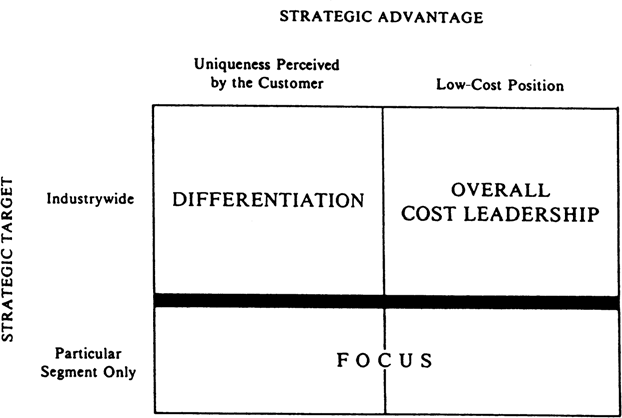 STRATEGIC ADVANTAGE
Uniqueness Perceived
by the Customer
Low-Cost Position
STRATEGIC TARGET
Industrywide
DIFFERENTIATION
OVERALL
COST LEADERSHIP
Particular
Segment Only
FOCUS